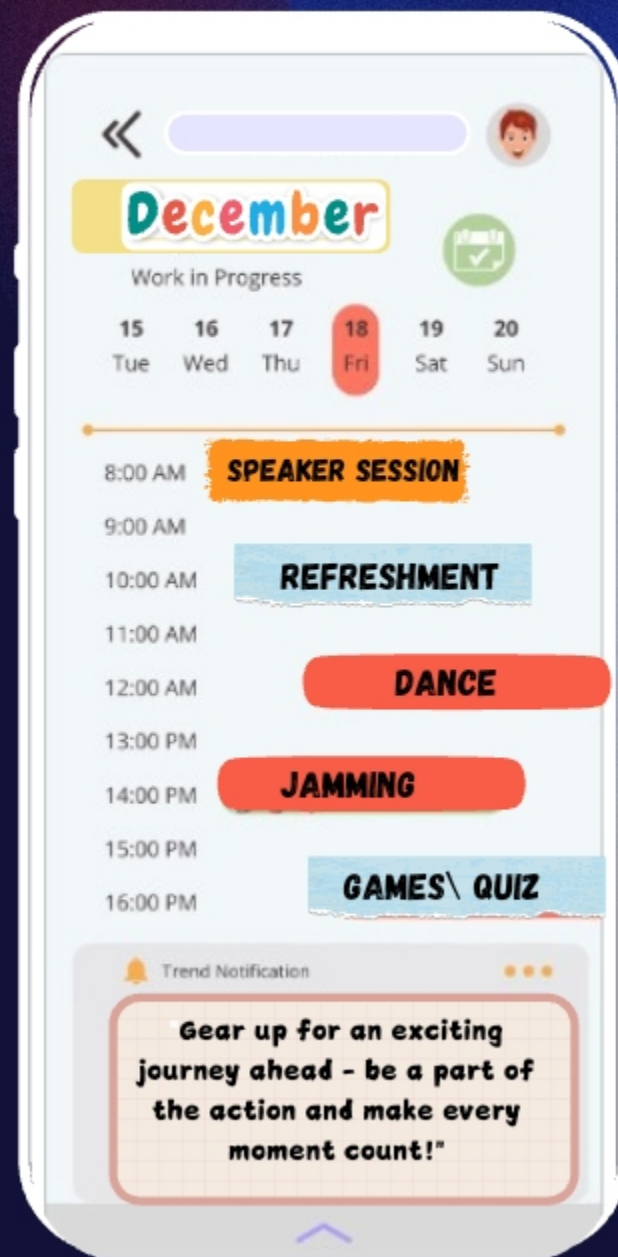 December
Work in Progress
15 16 17 18 19 20
Tue Wed Thu Fri Sat Sun
8:00 AM SPEAKER SESSION
9:00 AM
10:00 AM REFRESHMENT
11:00 AM
12:00 AM DANCE
13:00 PM
14:00 PM JAMMING
15:00 PM
16:00 PM GAMES\ QUIZ
Trend Notification
"Gear up for an exciting
journey ahead - be a part of
the action and make every
moment count!"